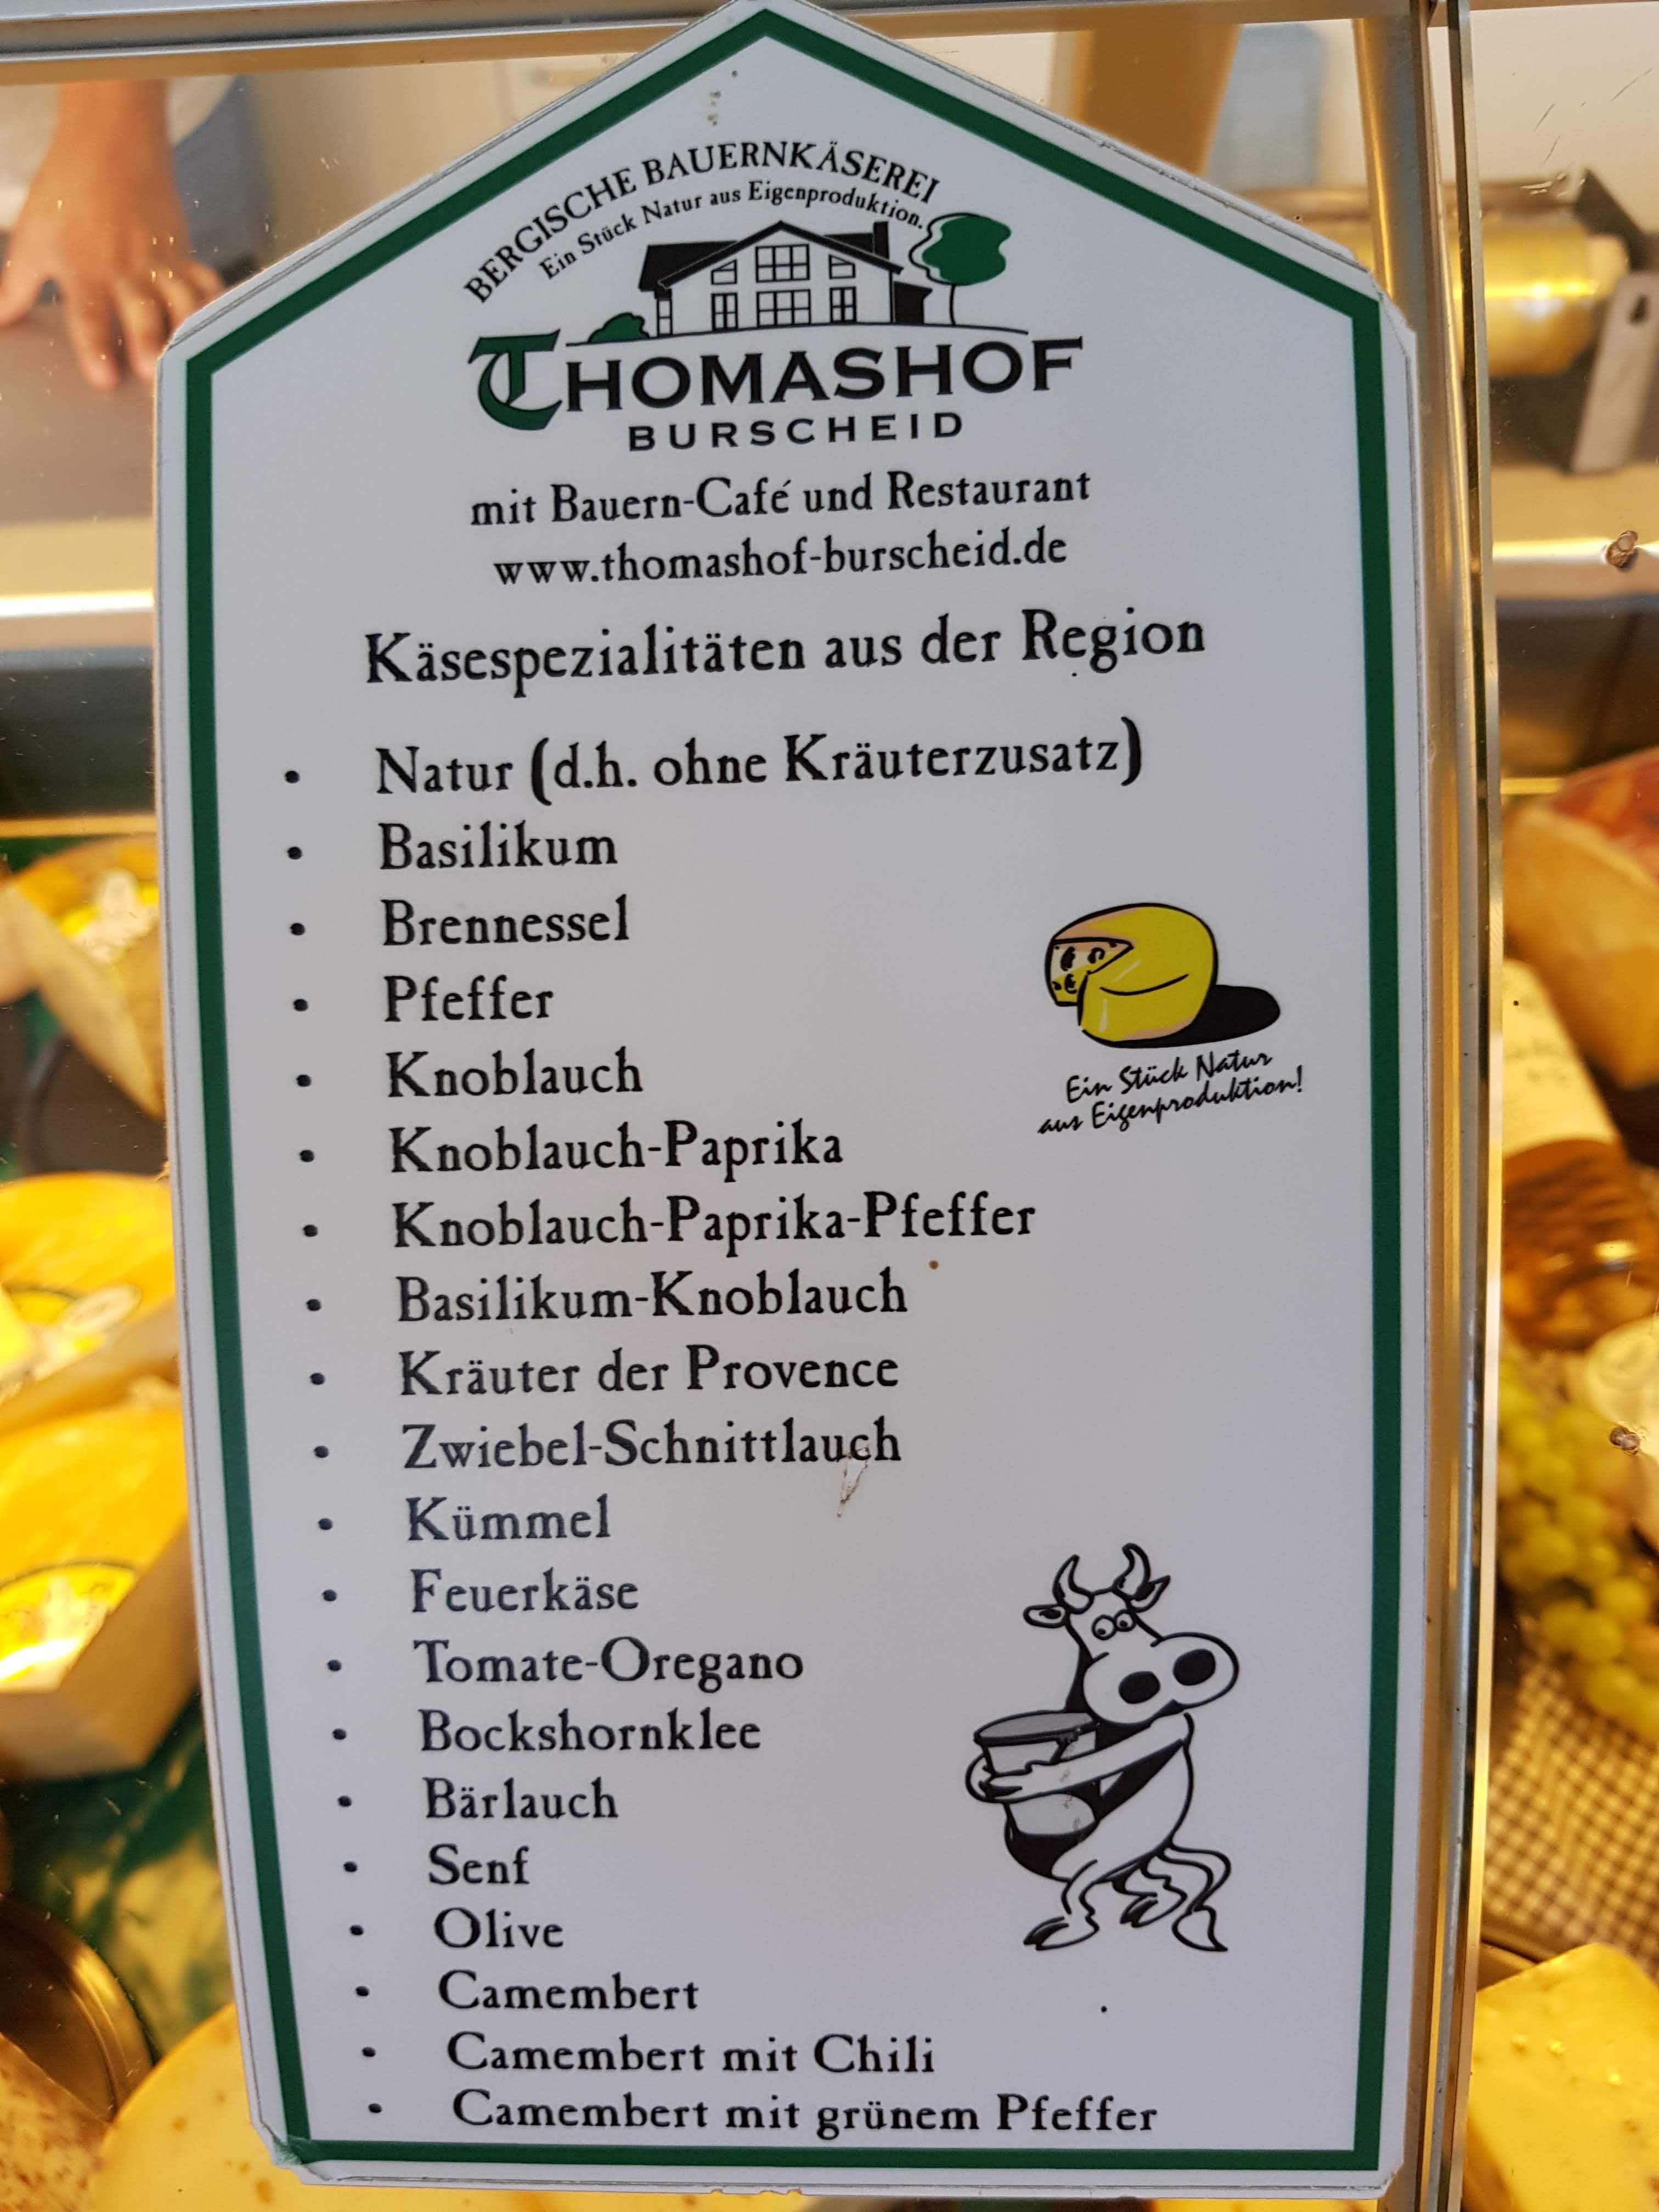 BERGISCHE BAUERNKÄSEREI
Ein Stück Natur aus Eigenproduktion.
THOMASHOF
BURSCHEID
mit Bauern-Café und Restaurant
www.thomashof-burscheid.de
Käsespezialitäten aus der Region
• Natur (d.h. ohne Kräuterzusatz)
• Basilikum
• Brennessel
• Pfeffer
• Knoblauch
• Knoblauch-Paprika
• Knoblauch-Paprika-Pfeffer
• Basilikum-Knoblauch
• Kräuter der Provence
• Zwiebel-Schnittlauch
• Kümmel
• Feuerkäse
• Tomate-Oregano
• Bockshornklee
• Bärlauch
• Senf
• Olive
• Camembert
• Camembert mit Chili
• Camembert mit grünem Pfeffer
Ein Stück Natur
aus Eigenproduktion!